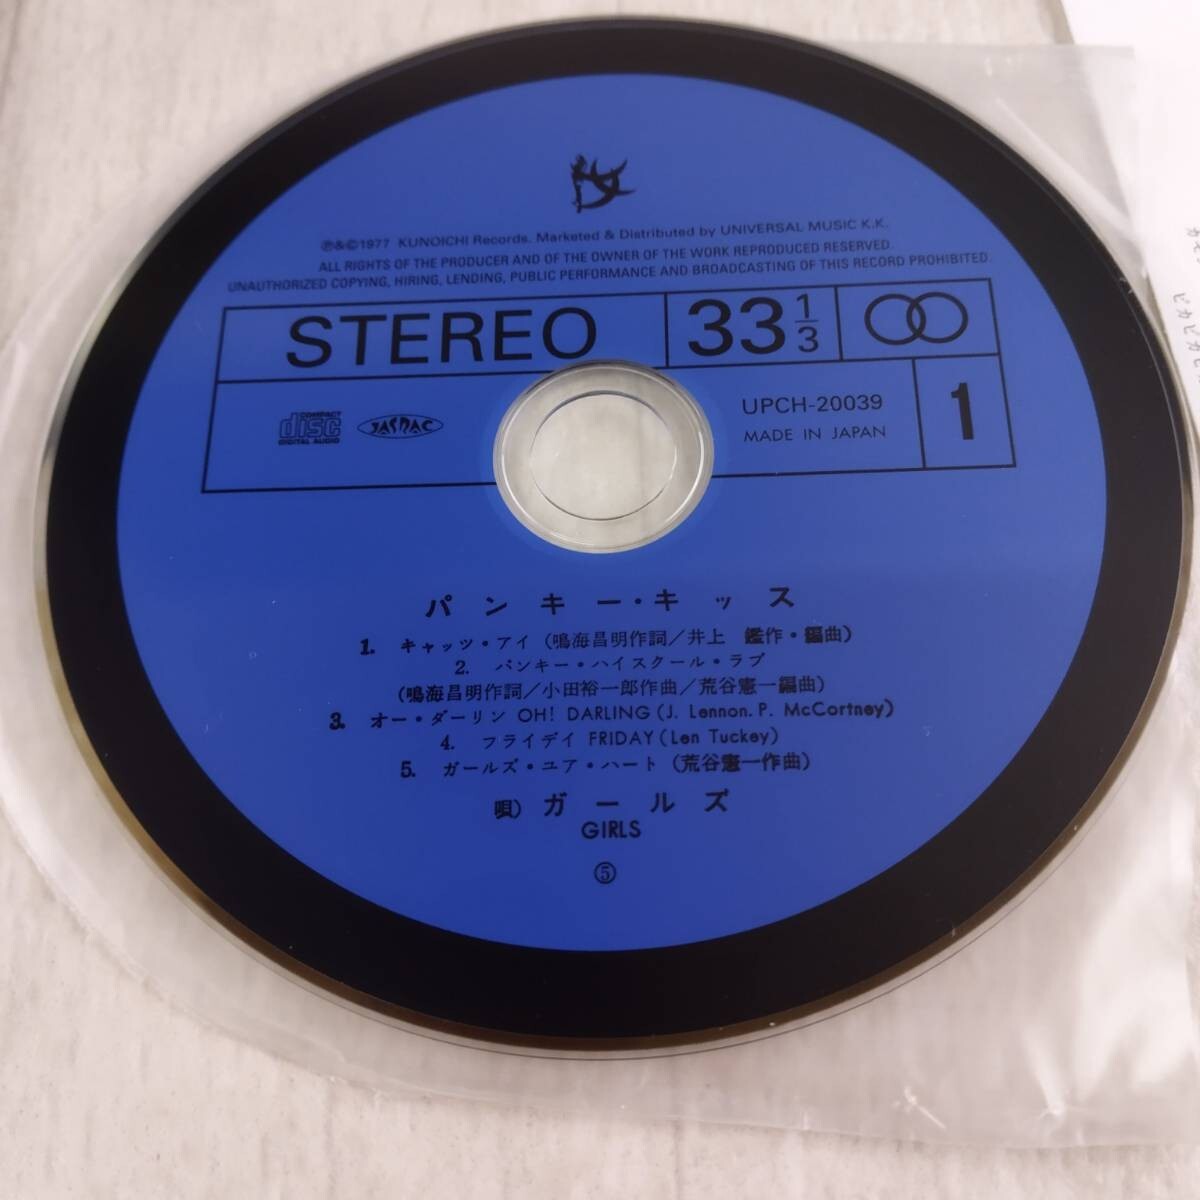 ℗&©1977 KUNOICHI Records. Marketed & Distributed by UNIVERSAL MUSIC K.K.
ALL RIGHTS OF THE PRODUCER AND OF THE OWNER OF THE WORK REPRODUCED RESERVED.
UNAUTHORIZED COPYING, HIRING, LENDING, PUBLIC PERFORMANCE AND BROADCASTING OF THIS RECORD PROHIBITED.
STEREO
33 1/3
COMPACT
disc
DIGITAL AUDIO
JASRAC
UPCH-20039
MADE IN JAPAN
1
パンキー・キッス
1. キャッツ・アイ (鳴海昌明作詞/井上 鑑作・編曲)
2. パンキー・ハイスクール・ラブ
(鳴海昌明作詞/小田裕一郎作曲/荒谷憲一編曲)
3. オー・ダーリン OH! DARLING (J. Lennon. P. McCortney)
4. フライデイ FRIDAY (Len Tuckey)
5. ガールズ・ユア・ハート (荒谷憲一作曲)
唄) ガールズ
GIRLS
⑤